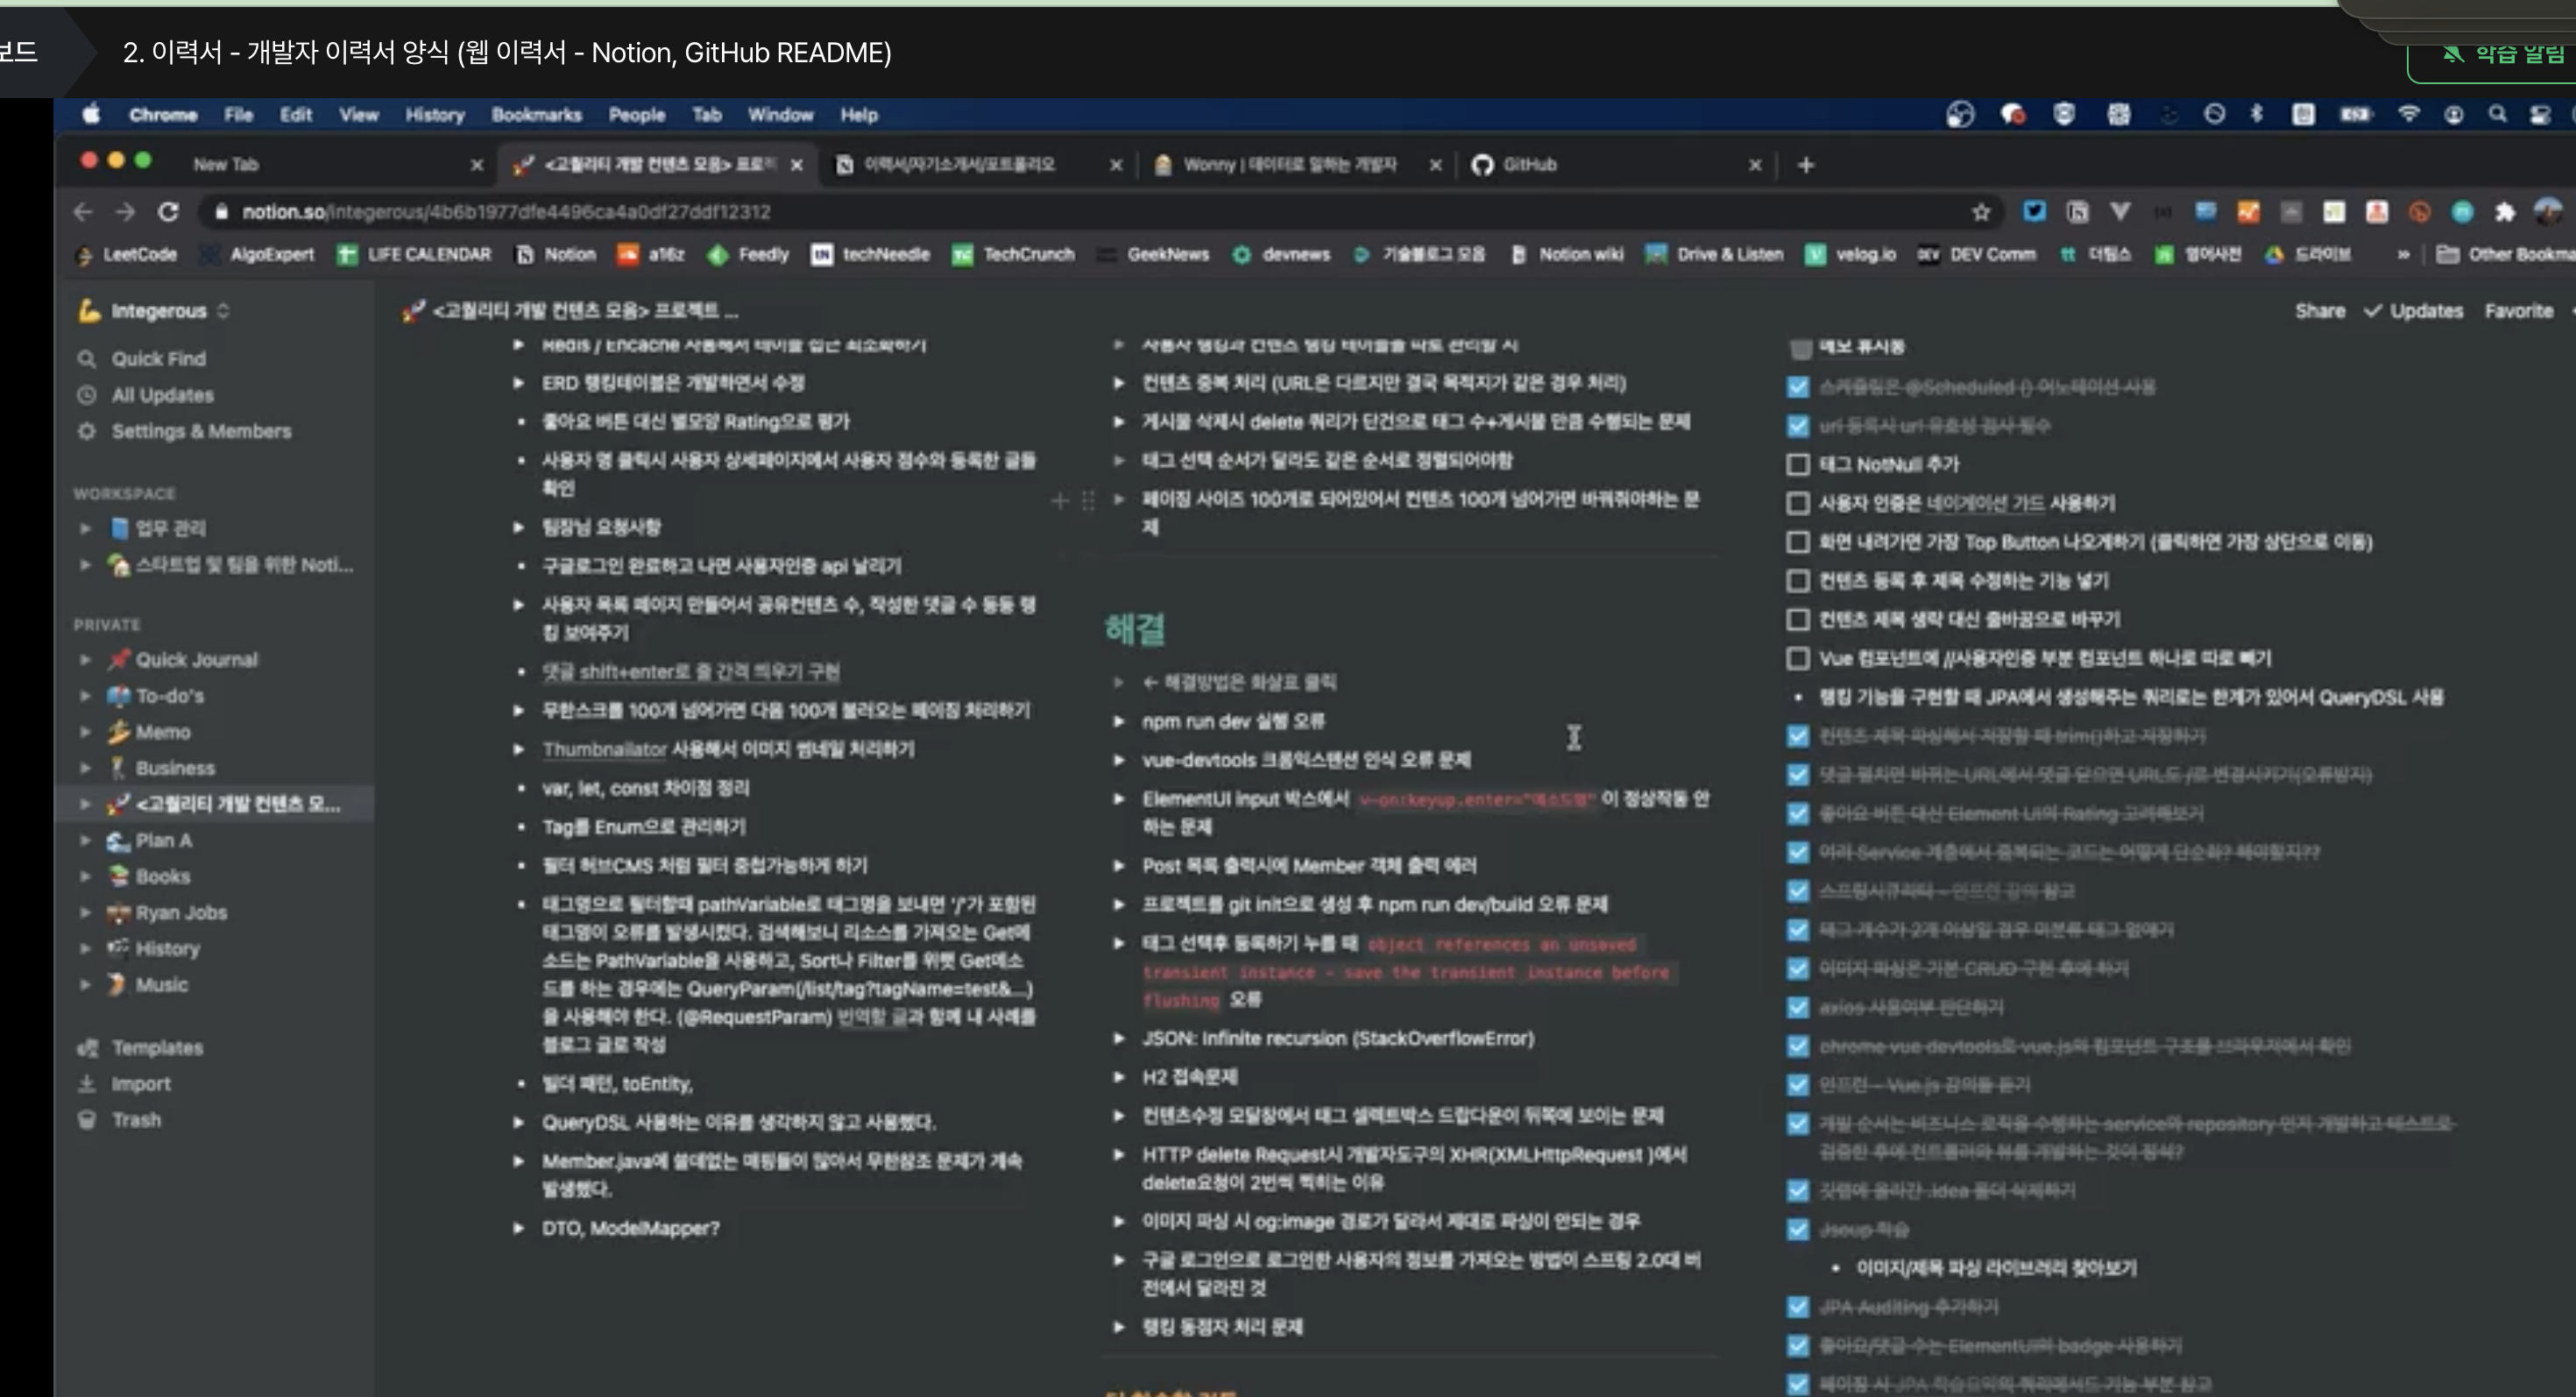 보드
2. 이력서 - 개발자 이력서 양식 (웹 이력서 - Notion, GitHub README)
학습 알림
Chrome File Edit View History Bookmarks People Tab Window Help
New Tab
<고퀄리티 개발 컨텐츠 모음> 프로젝
이력서/자기소개서/포트폴리오
Wonny | 데이터로 일하는 개발자
GitHub
notion.so/integerous/4b6b1977dfe4496ca4a0df27ddf12312
LeetCode AlgoExpert LIFE CALENDAR Notion a16z Feedly techNeedle TechCrunch GeekNews devnews 기술블로그 모음 Notion wiki Drive & Listen velog.io DEV Comm 더팀스 영어사전 드라이브 » Other Bookma
Integerous
Quick Find
All Updates
Settings & Members
WORKSPACE
업무 관리
스타트업 및 팀을 위한 Noti...
PRIVATE
Quick Journal
To-do's
Memo
Business
<고퀄리티 개발 컨텐츠 모...
Plan A
Books
Ryan Jobs
History
Music
Templates
Import
Trash
<고퀄리티 개발 컨텐츠 모음> 프로젝트 ...
Share Updates Favorite
Redis / Ehcache 사용해서 테이블 접근 최소화하기
ERD 랭킹테이블은 개발하면서 수정
좋아요 버튼 대신 별모양 Rating으로 평가
사용자 명 클릭시 사용자 상세페이지에서 사용자 점수와 등록한 글들
확인
팀장님 요청사항
구글로그인 완료하고 나면 사용자인증 api 날리기
사용자 목록 페이지 만들어서 공유컨텐츠 수, 작성한 댓글 수 등등 랭
킹 보여주기
댓글 shift+enter로 줄 간격 띄우기 구현
무한스크롤 100개 넘어가면 다음 100개 불러오는 페이징 처리하기
Thumbnailator 사용해서 이미지 썸네일 처리하기
var, let, const 차이점 정리
Tag를 Enum으로 관리하기
필터 허브CMS 처럼 필터 중첩가능하게 하기
태그명으로 필터할때 pathVariable로 태그명을 보내면 '/'가 포함된
태그명이 오류를 발생시켰다. 검색해보니 리소스를 가져오는 Get메
소드는 PathVariable을 사용하고, Sort나 Filter를 위햇 Get메소
드를 하는 경우에는 QueryParam(/list/tag?tagName=test&...)
을 사용해야 한다. (@RequestParam) 번역할 글과 함께 내 사례를
블로그 글로 작성
빌더 패턴, toEntity,
QueryDSL 사용하는 이유를 생각하지 않고 사용했다.
Member.java에 쓸데없는 매핑들이 많아서 무한참조 문제가 계속
발생했다.
DTO, ModelMapper?
사용자 랭킹과 컨텐츠 랭킹 테이블을 따로 관리할 시
컨텐츠 중복 처리 (URL은 다르지만 결국 목적지가 같은 경우 처리)
게시물 삭제시 delete 쿼리가 단건으로 태그 수+게시물 만큼 수행되는 문제
태그 선택 순서가 달라도 같은 순서로 정렬되어야함
페이징 사이즈 100개로 되어있어서 컨텐츠 100개 넘어가면 바꿔줘야하는 문
제
해결
← 해결방법은 화살표 클릭
npm run dev 실행 오류
vue-devtools 크롬익스텐션 인식 오류 문제
ElementUI input 박스에서 v-on:keyup.enter="메소드명" 이 정상작동 안
하는 문제
Post 목록 출력시에 Member 객체 출력 에러
프로젝트를 git init으로 생성 후 npm run dev/build 오류 문제
태그 선택후 등록하기 누를 때 object references an unsaved
transient instance - save the transient instance before
flushing 오류
JSON: Infinite recursion (StackOverflowError)
H2 접속문제
컨텐츠수정 모달창에서 태그 셀렉트박스 드랍다운이 뒤쪽에 보이는 문제
HTTP delete Request시 개발자도구의 XHR(XMLHttpRequest )에서
delete요청이 2번씩 찍히는 이유
이미지 파싱 시 og:image 경로가 달라서 제대로 파싱이 안되는 경우
구글 로그인으로 로그인한 사용자의 정보를 가져오는 방법이 스프링 2.0대 버
전에서 달라진 것
랭킹 동점자 처리 문제
메모 휴지통
스케쥴링은 @Scheduled () 어노테이션 사용
url 등록시 url 유효성 검사 필수
태그 NotNull 추가
사용자 인증은 네이게이션 가드 사용하기
화면 내려가면 가장 Top Button 나오게하기 (클릭하면 가장 상단으로 이동)
컨텐츠 등록 후 제목 수정하는 기능 넣기
컨텐츠 제목 생략 대신 줄바꿈으로 바꾸기
Vue 컴포넌트에 //사용자인증 부분 컴포넌트 하나로 따로 빼기
랭킹 기능을 구현할 때 JPA에서 생성해주는 쿼리로는 한계가 있어서 QueryDSL 사용
컨텐츠 제목 파싱해서 저장할 때 trim()하고 저장하기
댓글 펼치면 바뀌는 URL에서 댓글 닫으면 URL도 /로 변경시키기(오류방지)
좋아요 버튼 대신 Element UI의 Rating 고려해보기
여러 Service 계층에서 중복되는 코드는 어떻게 단순화? 해야할지??
스프링시큐리티 - 인프런 강의 참고
태그 개수가 2개 이상일 경우 미분류 태그 없애기
이미지 파싱은 기본 CRUD 구현 후에 하기
axios 사용여부 판단하기
chrome vue devtools로 vue.js의 컴포넌트 구조를 브라우저에서 확인
인프런 - Vue.js 강의들 듣기
개발 순서는 비즈니스 로직을 수행하는 service와 repository 먼저 개발하고 테스트로
검증한 후에 컨트롤러와 뷰를 개발하는 것이 정석?
깃랩에 올라간 .idea 폴더 삭제하기
Jsoup 학습
이미지/제목 파싱 라이브러리 찾아보기
JPA Auditing 추가하기
좋아요/댓글 수는 ElementUI의 badge 사용하기